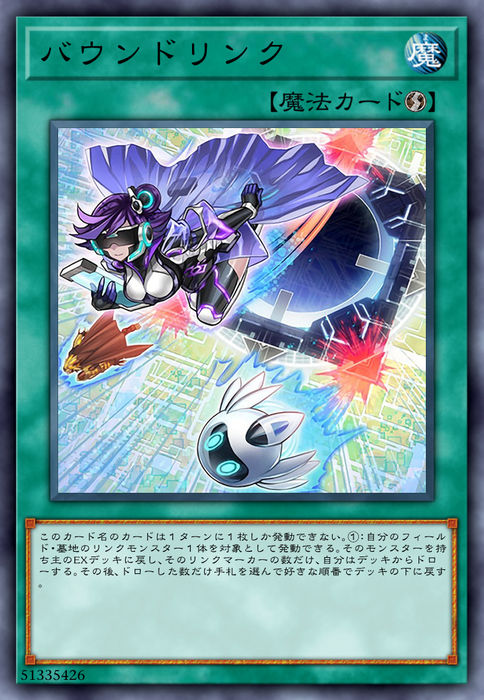 バウンドリンク
魔
【魔法カード】
このカード名のカードは１ターンに１枚しか発動できない。①：自分のフィール
ド・墓地のリンクモンスター１体を対象として発動できる。そのモンスターを持
ち主のEXデッキに戻し、そのリンクマーカーの数だけ、自分はデッキからドロ
ーする。その後、ドローした数だけ手札を選んで好きな順番でデッキの下に戻す
。
51335426